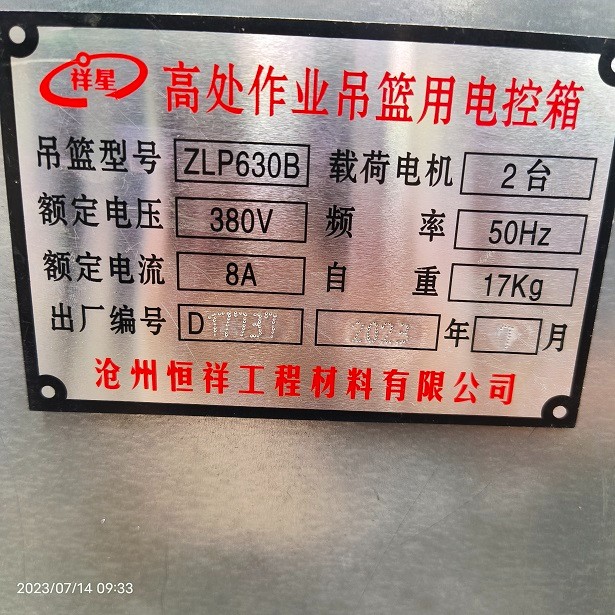 祥星 高处作业吊篮用电控箱
吊篮型号 ZLP630B 载荷电机 2台
额定电压 380V 频率 50Hz
额定电流 8A 自重 17Kg
出厂编号 D17737 2023 年 7 月
沧州恒祥工程材料有限公司
2023/07/14 09:33